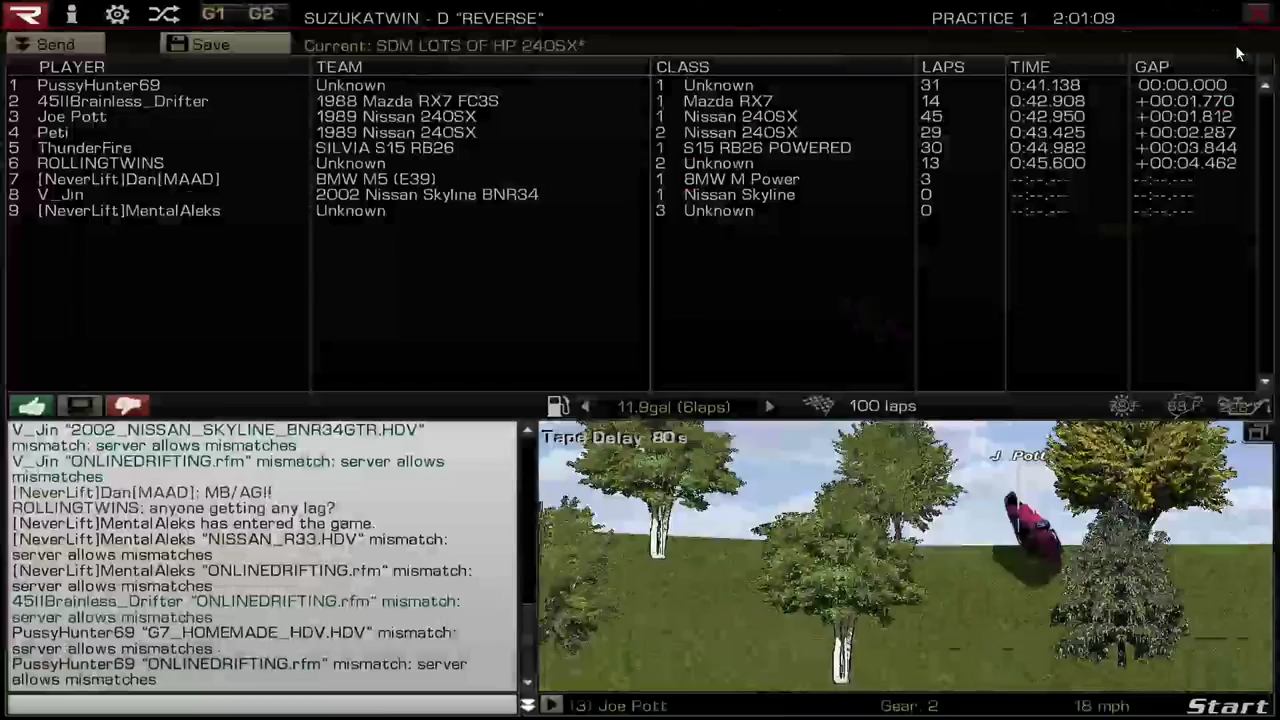 G1 G2 SUZUKATWIN - D "REVERSE" PRACTICE 1 2:01:09
Send Save Current: SDM LOTS OF HP 240SX*
PLAYER TEAM CLASS LAPS TIME GAP
1 PussyHunter69 Unknown 1 Unknown 31 0:41.138 00:00.000
2 45IIBrainless_Drifter 1988 Mazda RX7 FC3S 1 Mazda RX7 14 0:42.908 +00:01.770
3 Joe Pott 1989 Nissan 240SX 1 Nissan 240SX 45 0:42.950 +00:01.812
4 Peti 1989 Nissan 240SX 2 Nissan 240SX 29 0:43.425 +00:02.287
5 ThunderFire SILVIA S15 RB26 1 S15 RB26 POWERED 30 0:44.982 +00:03.844
6 ROLLINGTWINS Unknown 2 Unknown 13 0:45.600 +00:04.462
7 [NeverLift]Dan[MAAD] BMW M5 (E39) 1 BMW M Power 3 --:--.--- --:--.---
8 V_Jin 2002 Nissan Skyline BNR34 1 Nissan Skyline 0 --:--.--- --:--.---
9 [NeverLift]MentalAleks Unknown 3 Unknown 0 --:--.--- --:--.---
11.9gal (6laps) 100 laps
V_Jin "2002_NISSAN_SKYLINE_BNR34GTR.HDV"
mismatch: server allows mismatches
V_Jin "ONLINEDRIFTING.rfm" mismatch: server allows
mismatches
[NeverLift]Dan[MAAD]: MB/AG!!
ROLLINGTWINS: anyone getting any lag?
[NeverLift]MentalAleks has entered the game.
[NeverLift]MentalAleks "NISSAN_R33.HDV" mismatch:
server allows mismatches
[NeverLift]MentalAleks "ONLINEDRIFTING.rfm" mismatch:
server allows mismatches
45IIBrainless_Drifter "ONLINEDRIFTING.rfm" mismatch:
server allows mismatches
PussyHunter69 "G7_HOMEMADE_HDV.HDV" mismatch:
server allows mismatches
PussyHunter69 "ONLINEDRIFTING.rfm" mismatch: server
allows mismatches
Tape Delay 80s
J. Pott
(3) Joe Pott Gear: 2 18 mph Start